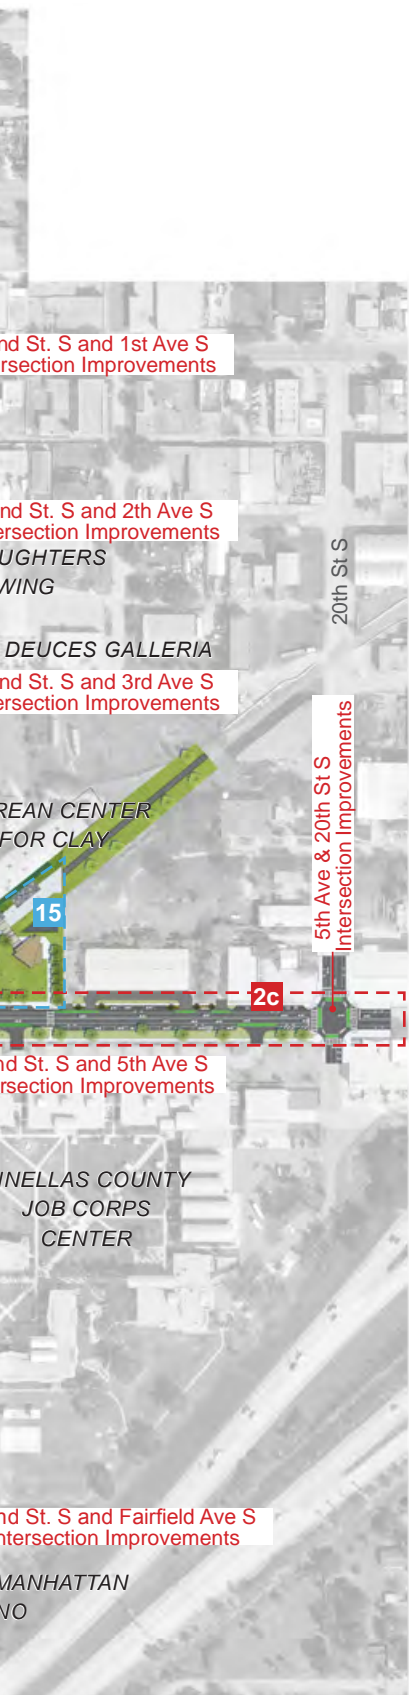 nd St. S and 1st Ave S
rsection Improvements
nd St. S and 2th Ave S
ersection Improvements
UGHTERS
WING
20th St S
DEUCES GALLERIA
nd St. S and 3rd Ave S
ersection Improvements
5th Ave & 20th St S
Intersection Improvements
REAN CENTER
FOR CLAY
15
2c
nd St. S and 5th Ave S
rsection Improvements
INELLAS COUNTY
JOB CORPS
CENTER
nd St. S and Fairfield Ave S
ntersection Improvements
MANHATTAN
NO